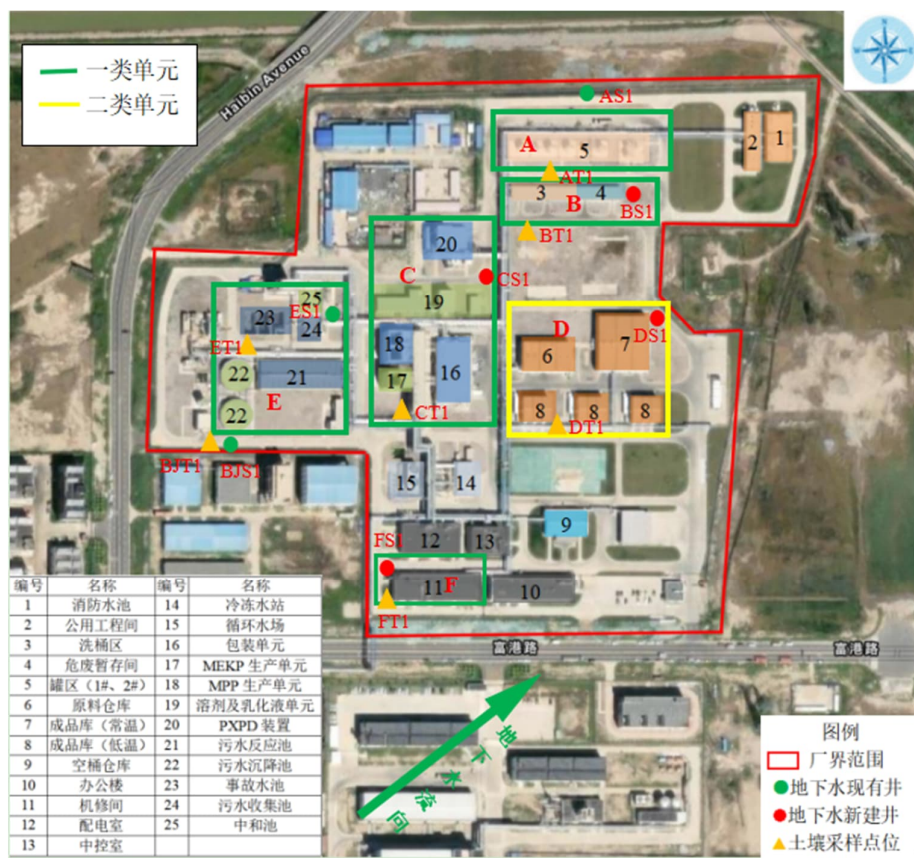 一类单元
二类单元
Haibin Avenue
N
W
E
S
AS1
A
5
2
1
AT1
3
4
B
BS1
BT1
20
C
CS1
19
25
ES1
23
24
ET1
22
21
E
22
18
17
16
CT1
D
DS1
6
7
8
8
8
DT1
BJT1
BJS1
15
14
9
FS1
12
13
11
F
10
FT1
富港路
富港路
地下水流向
编号 名称 编号 名称
1 消防水池 14 冷冻水站
2 公用工程间 15 循环水场
3 洗桶区 16 包装单元
4 危废暂存间 17 MEKP 生产单元
5 罐区（1#、2#） 18 MPP 生产单元
6 原料仓库 19 溶剂及乳化液单元
7 成品库（常温） 20 PXPD 装置
8 成品库（低温） 21 污水反应池
9 空桶仓库 22 污水沉降池
10 办公楼 23 事故水池
11 机修间 24 污水收集池
12 配电室 25 中和池
13 中控室
图例
厂界范围
地下水现有井
地下水新建井
土壤采样点位